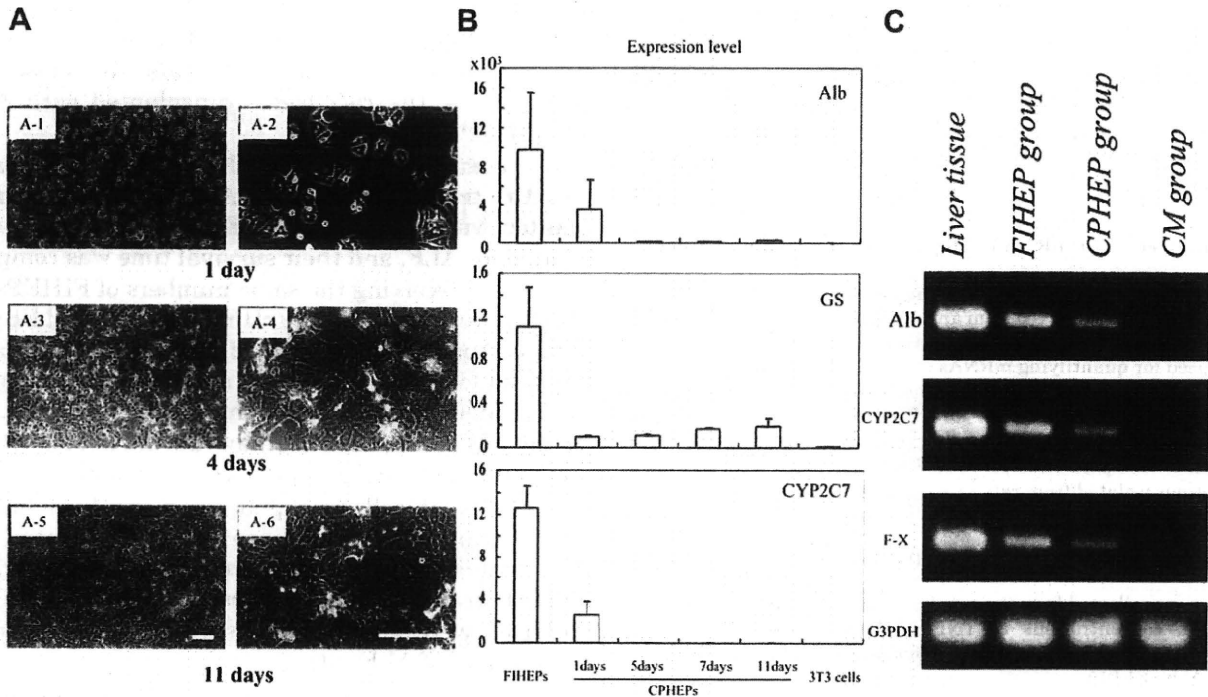 A
A-1
A-2
1 day
A-3
A-4
4 days
A-5
A-6
11 days
B
Expression level
x10³
16
12
8
4
0
Alb
1.6
1.2
0.8
0.4
0
GS
16
12
8
4
0
CYP2C7
FIHEPs
1days
5days
7days
11days
3T3 cells
CPHEPs
C
Liver tissue
FIHEP group
CPHEP group
CM group
Alb
CYP2C7
F-X
G3PDH